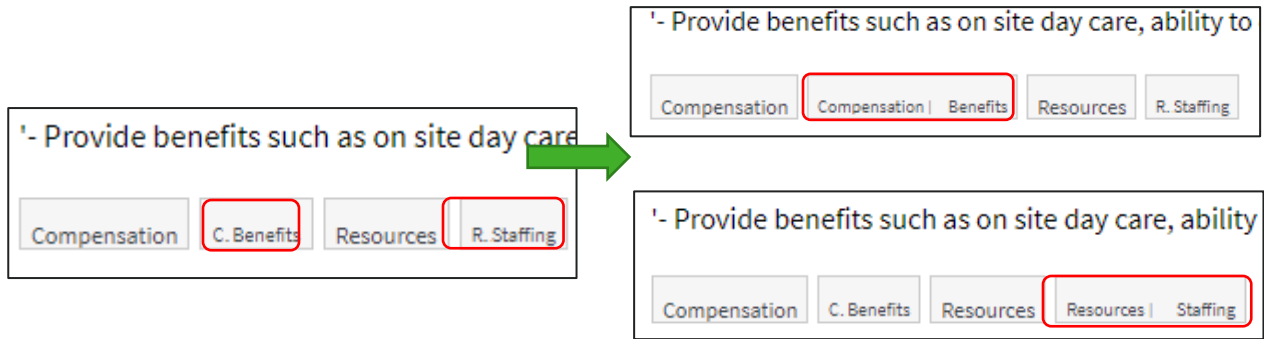 '- Provide benefits such as on site day care
Compensation C. Benefits Resources R. Staffing
'- Provide benefits such as on site day care, ability to
Compensation Compensation | Benefits Resources R. Staffing
'- Provide benefits such as on site day care, ability
Compensation C. Benefits Resources Resources | Staffing